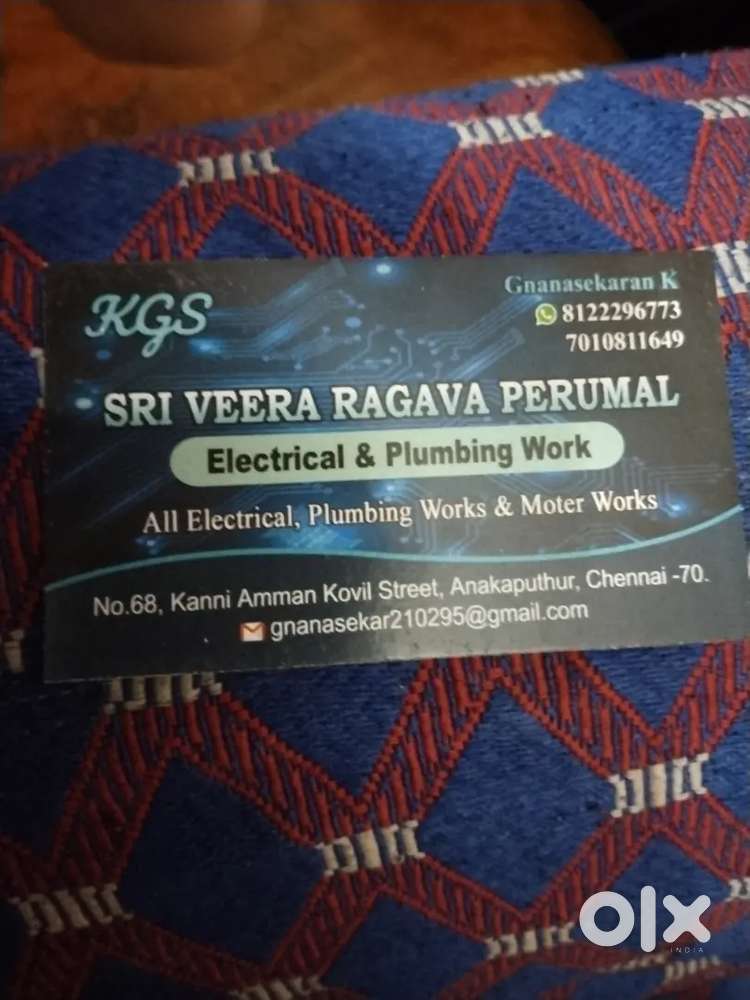 KGS
Gnanasekaran K
8122296773
7010811649
SRI VEERA RAGAVA PERUMAL
Electrical & Plumbing Work
All Electrical, Plumbing Works & Moter Works
No.68, Kanni Amman Kovil Street, Anakaputhur, Chennai -70.
gnanasekar210295@gmail.com
olx
INDIA